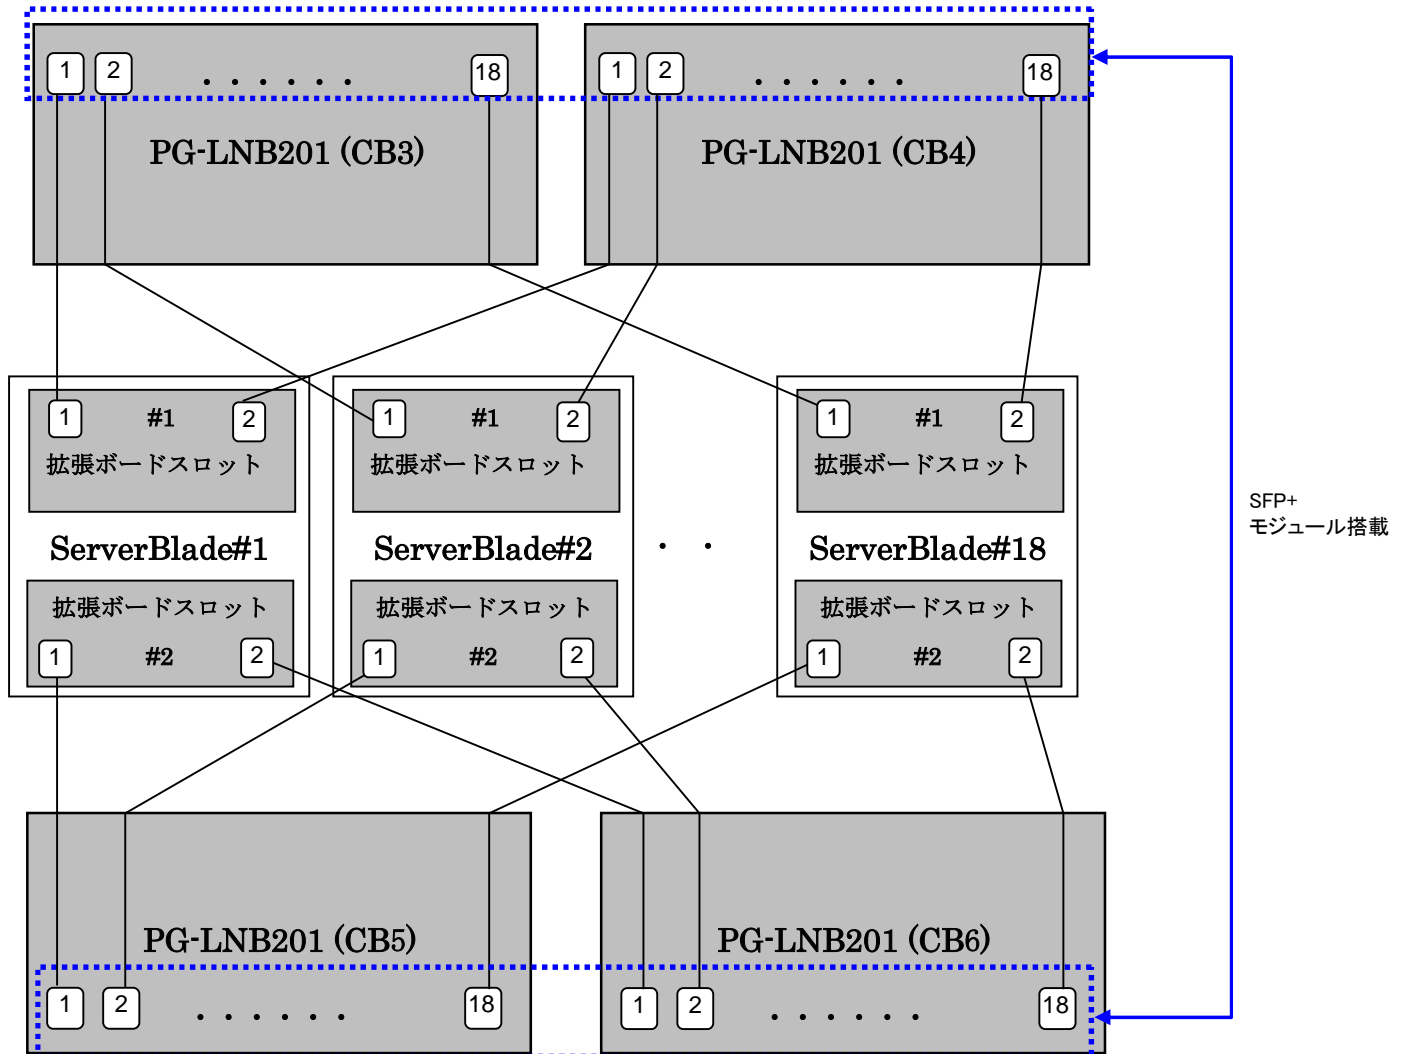 1 2 ・・・・・・ 18
1 2 ・・・・・・ 18
PG-LNB201 (CB3)
PG-LNB201 (CB4)
1 #1 2
拡張ボードスロット
ServerBlade#1
拡張ボードスロット
1 #2 2
1 #1 2
拡張ボードスロット
ServerBlade#2
拡張ボードスロット
1 #2 2
・ ・
1 #1 2
拡張ボードスロット
ServerBlade#18
拡張ボードスロット
1 #2 2
SFP+
モジュール搭載
PG-LNB201 (CB5)
PG-LNB201 (CB6)
1 2 ・・・・・・ 18
1 2 ・・・・・・ 18